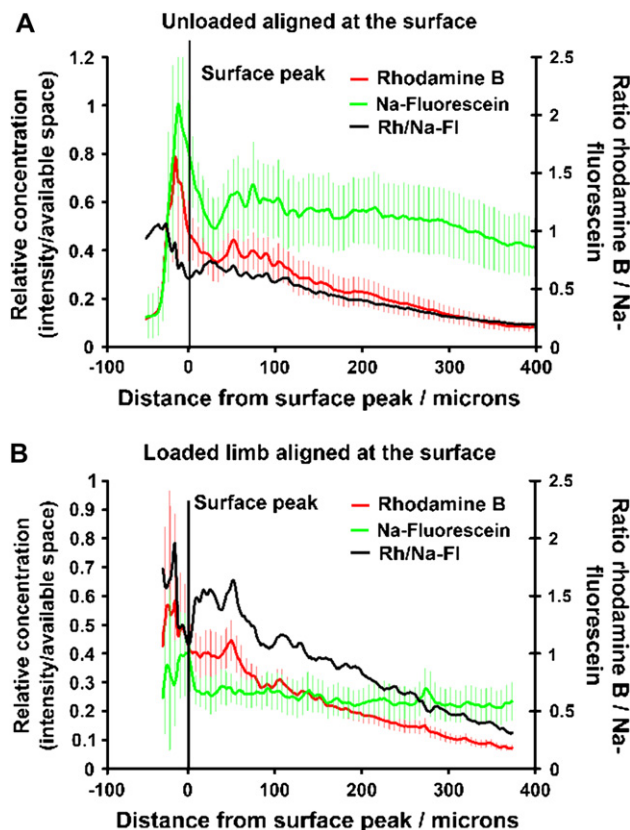 A
Unloaded aligned at the surface
Relative concentration
(intensity/available space)
1.2
1
0.8
0.6
0.4
0.2
0
Surface peak
Rhodamine B
Na-Fluorescein
Rh/Na-Fl
2.5
2
1.5
1
0.5
0
Ratio rhodamine B / Na-
fluorescein
-100 0 100 200 300 400
Distance from surface peak / microns
B
Loaded limb aligned at the surface
Relative concentration
(intensity/available space)
1
0.9
0.8
0.7
0.6
0.5
0.4
0.3
0.2
0.1
0
Surface peak
Rhodamine B
Na-Fluorescein
Rh/Na-Fl
2.5
2
1.5
1
0.5
0
Ratio rhodamine B / Na-
fluorescein
-100 0 100 200 300 400
Distance from surface peak / microns